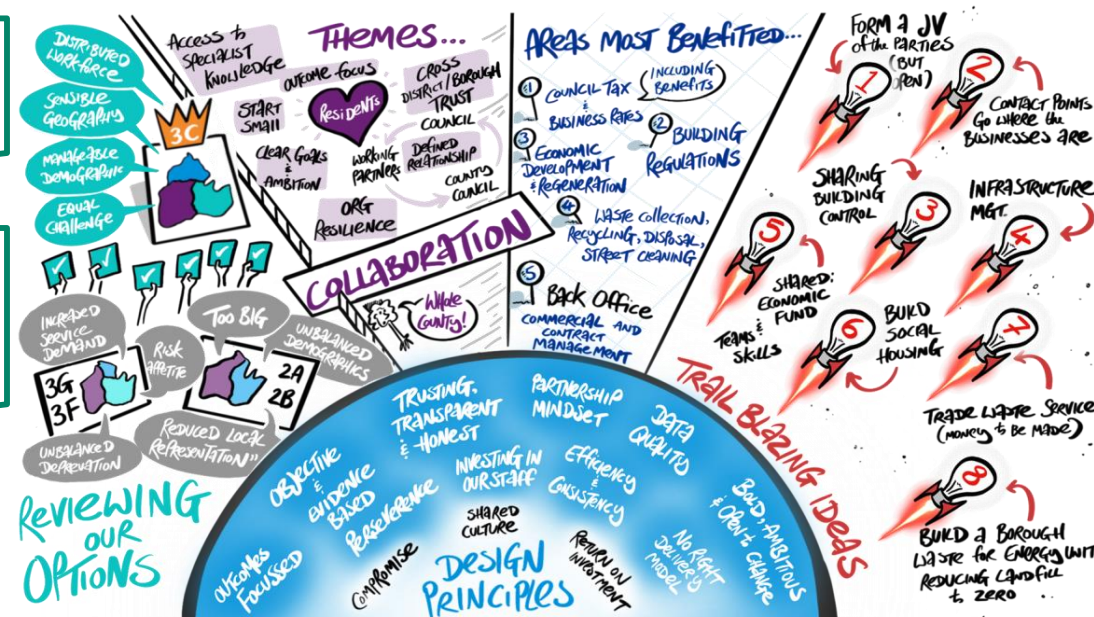 DISTRIBUTED
WORKFORCE
SENSIBLE
GEOGRAPHY
MANAGEABLE
DEMOGRAPHIC
EQUAL
CHALLENGE
3C
INCREASED
SERVICE
DEMAND
TOO BIG
RISK
APPETITE
UNBALANCED
DEMOGRAPHICS
3G
3F
2A
2B
UNBALANCED
DEPRIVATION
REDUCED LOCAL
REPRESENTATION"
REVIEWING
OUR
OPTIONS
THEMES...
ACCESS to
SPECIALIST
KNOWLEDGE
OUTCOME FOCUS
CROSS
DISTRICT/BOROUGH
TRUST
START
SMALL
RESIDENTS
COUNCIL
CLEAR GOALS
&
AMBITION
WORKING
PARTNERS
DEFINED
RELATIONSHIP
COUNTY
COUNCIL
ORG
RESILIENCE
COLLABORATION
WHOLE
COUNTY!
AREAS MOST BENEFITTED...
1
COUNCIL TAX
&
BUSINESS RATES
INCLUDING
BENEFITS
2
BUILDING
REGULATIONS
3
ECONOMIC
DEVELOPMENT
& REGENERATION
4
WASTE COLLECTION,
RECYCLING, DISPOSAL,
STREET CLEANING
5
BACK OFFICE
COMMERCIAL AND
CONTRACT
MANAGEMENT
TRAIL BLAZING IDEAS
FORM a JV
of the PARTIES
(BUT
OPEN)
1
2
CONTACT POINTS
GO WHERE the
BUSINESSES ARE
SHARING
BUILDING
CONTROL
3
INFRASTRUCTURE
MGT.
4
5
SHARED:
ECONOMIC
FUND
TEAMS &
SKILLS
6
BUILD
SOCIAL
HOUSING
7
TRADE WASTE SERVICE
(MONEY to BE MADE)
8
BUILD a BOROUGH
WASTE for ENERGY UNIT
REDUCING LANDFILL
to ZERO
TRUSTING,
TRANSPARENT
& HONEST
PARTNERSHIP
MINDSET
DATA
QUALITY
OBJECTIVE
&
EVIDENCE
BASED
INVESTING IN
OUR STAFF
EFFICIENCY
&
CONSISTENCY
BOLD, AMBITIOUS
& OPEN to CHANGE
PERSEVERENCE
OUTCOMES
FOCUSSED
COMPROMISE
SHARED
CULTURE
RETURN ON
INVESTMENT
NO RIGHT
DELIVERY
MODEL
DESIGN
PRINCIPLES